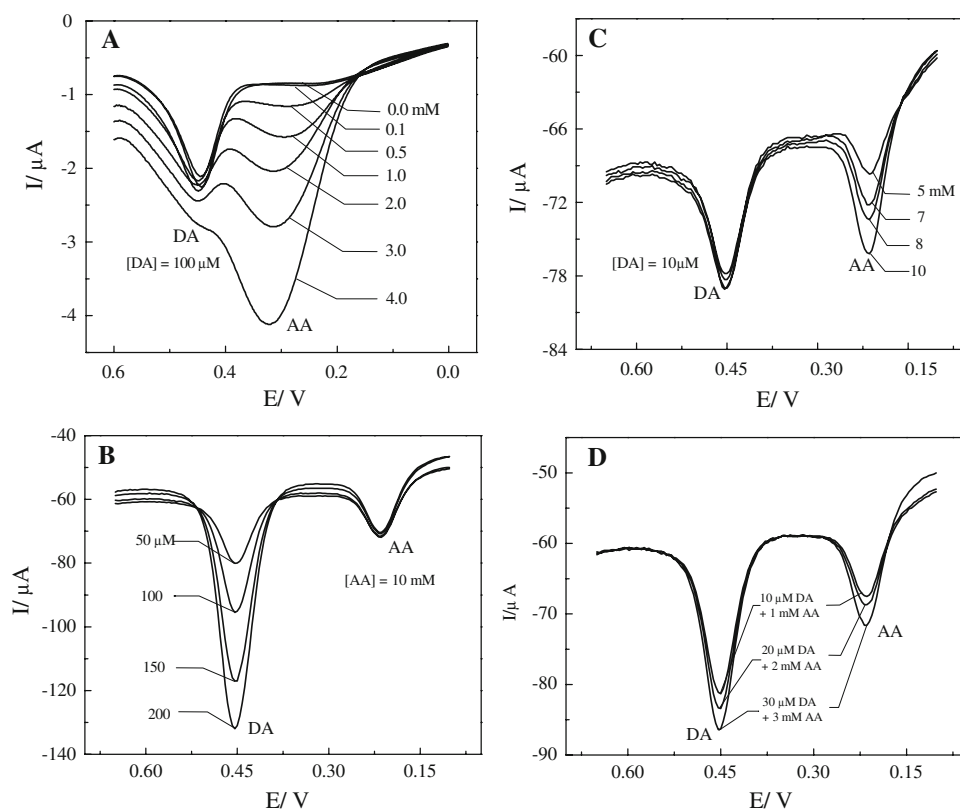 A
0
-1
-2
-3
-4
I/ μA
0.0 mM
0.1
0.5
1.0
2.0
3.0
4.0
DA
[DA] = 100 μM
AA
0.6
0.4
0.2
0.0
E/ V
C
-60
-66
-72
-78
-84
I/ μA
5 mM
7
8
10
AA
[DA] = 10μM
DA
0.60
0.45
0.30
0.15
E/ V
B
-40
-60
-80
-100
-120
-140
I/ μA
50 μM
100
150
200
AA
[AA] = 10 mM
DA
0.60
0.45
0.30
0.15
E/ V
D
-50
-60
-70
-80
-90
I/μ A
10 μM DA
+ 1 mM AA
20 μM DA
+ 2 mM AA
30 μM DA
+ 3 mM AA
AA
DA
0.60
0.45
0.30
0.15
E/ V